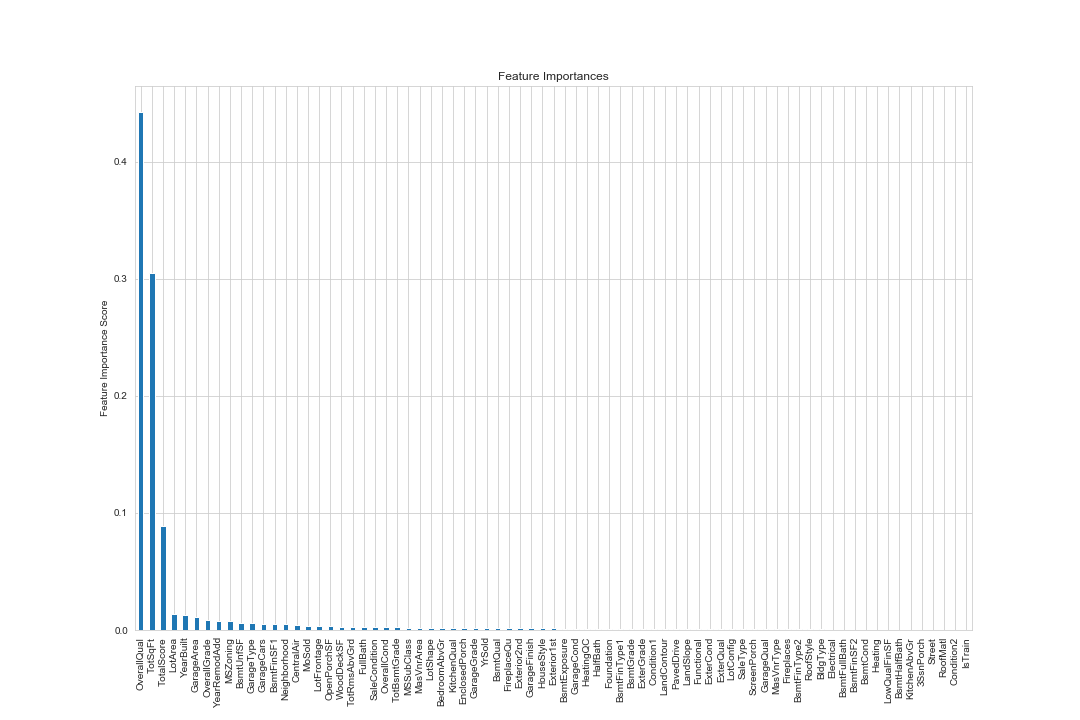 Feature Importances
Feature Importance Score
0.4
0.3
0.2
0.1
0.0
OverallQual
TotSqFt
TotalScore
LotArea
YearBuilt
GarageArea
OverallGrade
YearRemodAdd
MSZoning
BsmtUnfSF
GarageType
GarageCars
BsmtFinSF1
Neighborhood
CentralAir
MoSold
LotFrontage
OpenPorchSF
WoodDeckSF
TotRmsAbvGrd
FullBath
SaleCondition
OverallCond
TotBsmtGrade
MSSubClass
MasVnrArea
LotShape
BedroomAbvGr
KitchenQual
EnclosedPorch
GarageGrade
YrSold
BsmtQual
FireplaceQu
Exterior2nd
GarageFinish
HouseStyle
Exterior1st
BsmtExposure
GarageCond
HeatingQC
HalfBath
Foundation
BsmtFinType1
BsmtGrade
ExterGrade
Condition1
LandContour
PavedDrive
LandSlope
Functional
ExterCond
ExterQual
LotConfig
SaleType
ScreenPorch
GarageQual
MasVnrType
Fireplaces
BsmtFinType2
RoofStyle
BldgType
Electrical
BsmtFullBath
BsmtFinSF2
BsmtCond
Heating
LowQualFinSF
BsmtHalfBath
KitchenAbvGr
3SsnPorch
Street
RoofMatl
Condition2
IsTrain